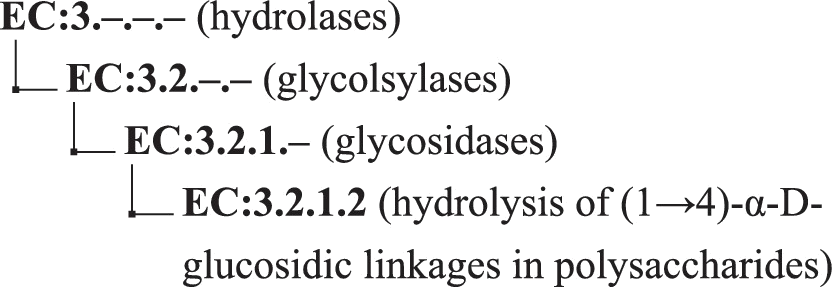 EC:3.–.–.– (hydrolases)
EC:3.2.–.– (glycolsylases)
EC:3.2.1.– (glycosidases)
EC:3.2.1.2 (hydrolysis of (1→4)-α-D-
glucosidic linkages in polysaccharides)